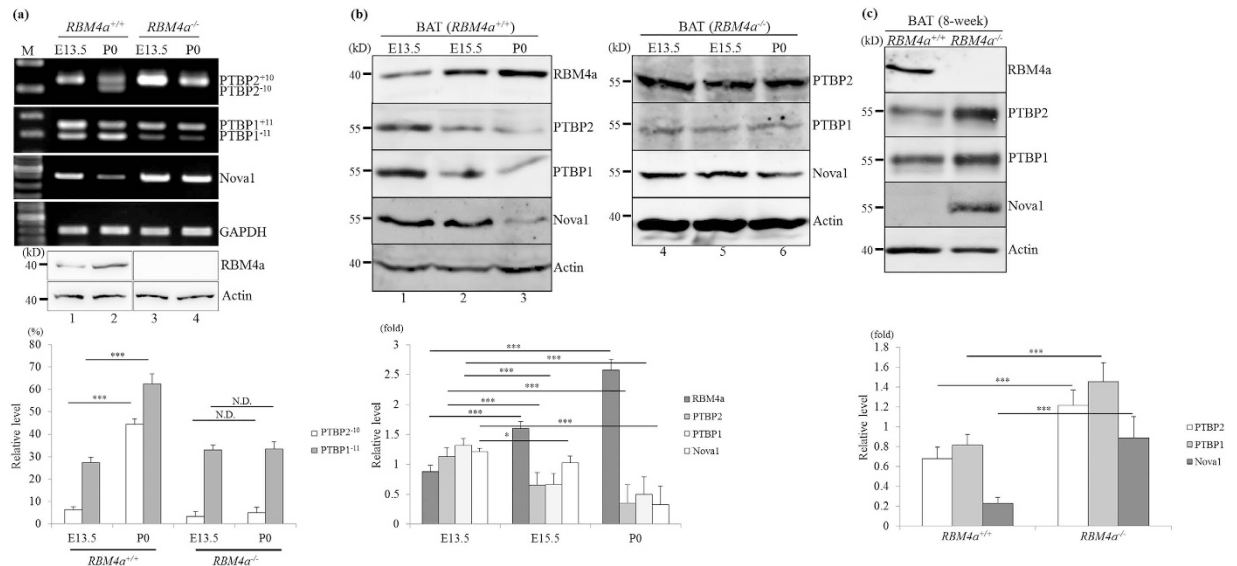 (a)
RBM4a+/+ RBM4a-/-
M E13.5 P0 E13.5 P0
PTBP2+10
PTBP2-10
PTBP1+11
PTBP1-11
Nova1
GAPDH
(kD)
40 RBM4a
40 Actin
1 2 3 4
(%)
80
70
60
50
40
30
20
10
0
Relative level
***
***
N.D.
N.D.
PTBP2-10
PTBP1-11
E13.5 P0 E13.5 P0
RBM4a+/+ RBM4a-/-
(b)
BAT (RBM4a+/+)
(kD) E13.5 E15.5 P0
40 RBM4a
55 PTBP2
55 PTBP1
55 Nova1
40 Actin
1 2 3
BAT (RBM4a-/-)
(kD) E13.5 E15.5 P0
55 PTBP2
55 PTBP1
55 Nova1
40 Actin
4 5 6
(fold)
3
2.5
2
1.5
1
0.5
0
Relative level
***
***
***
***
***
***
***
*
RBM4a
PTBP2
PTBP1
Nova1
E13.5 E15.5 P0
(c)
BAT (8-week)
(kD) RBM4a+/+ RBM4a-/-
40 RBM4a
55 PTBP2
55 PTBP1
55 Nova1
40 Actin
(fold)
1.8
1.6
1.4
1.2
1
0.8
0.6
0.4
0.2
0
Relative level
***
***
***
PTBP2
PTBP1
Nova1
RBM4a+/+ RBM4a-/-